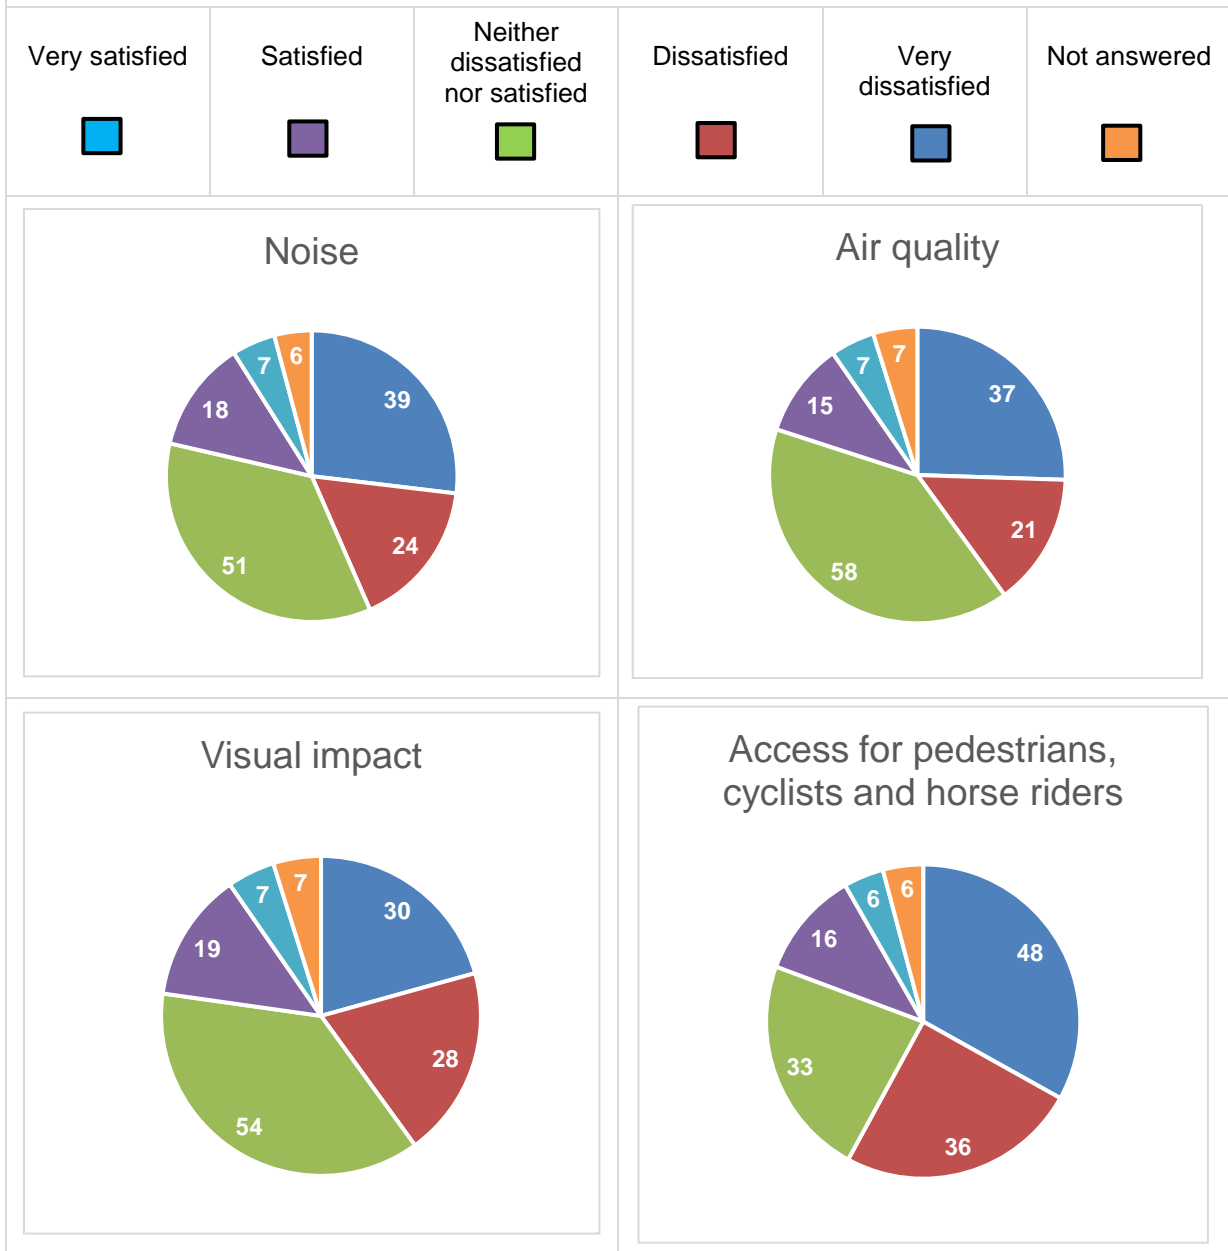 Very satisfied
Satisfied
Neither
dissatisfied
nor satisfied
Dissatisfied
Very
dissatisfied
Not answered
Noise
7
6
39
18
24
51
Air quality
7
7
37
15
21
58
Visual impact
7
7
30
19
28
54
Access for pedestrians,
cyclists and horse riders
6
6
48
16
33
36